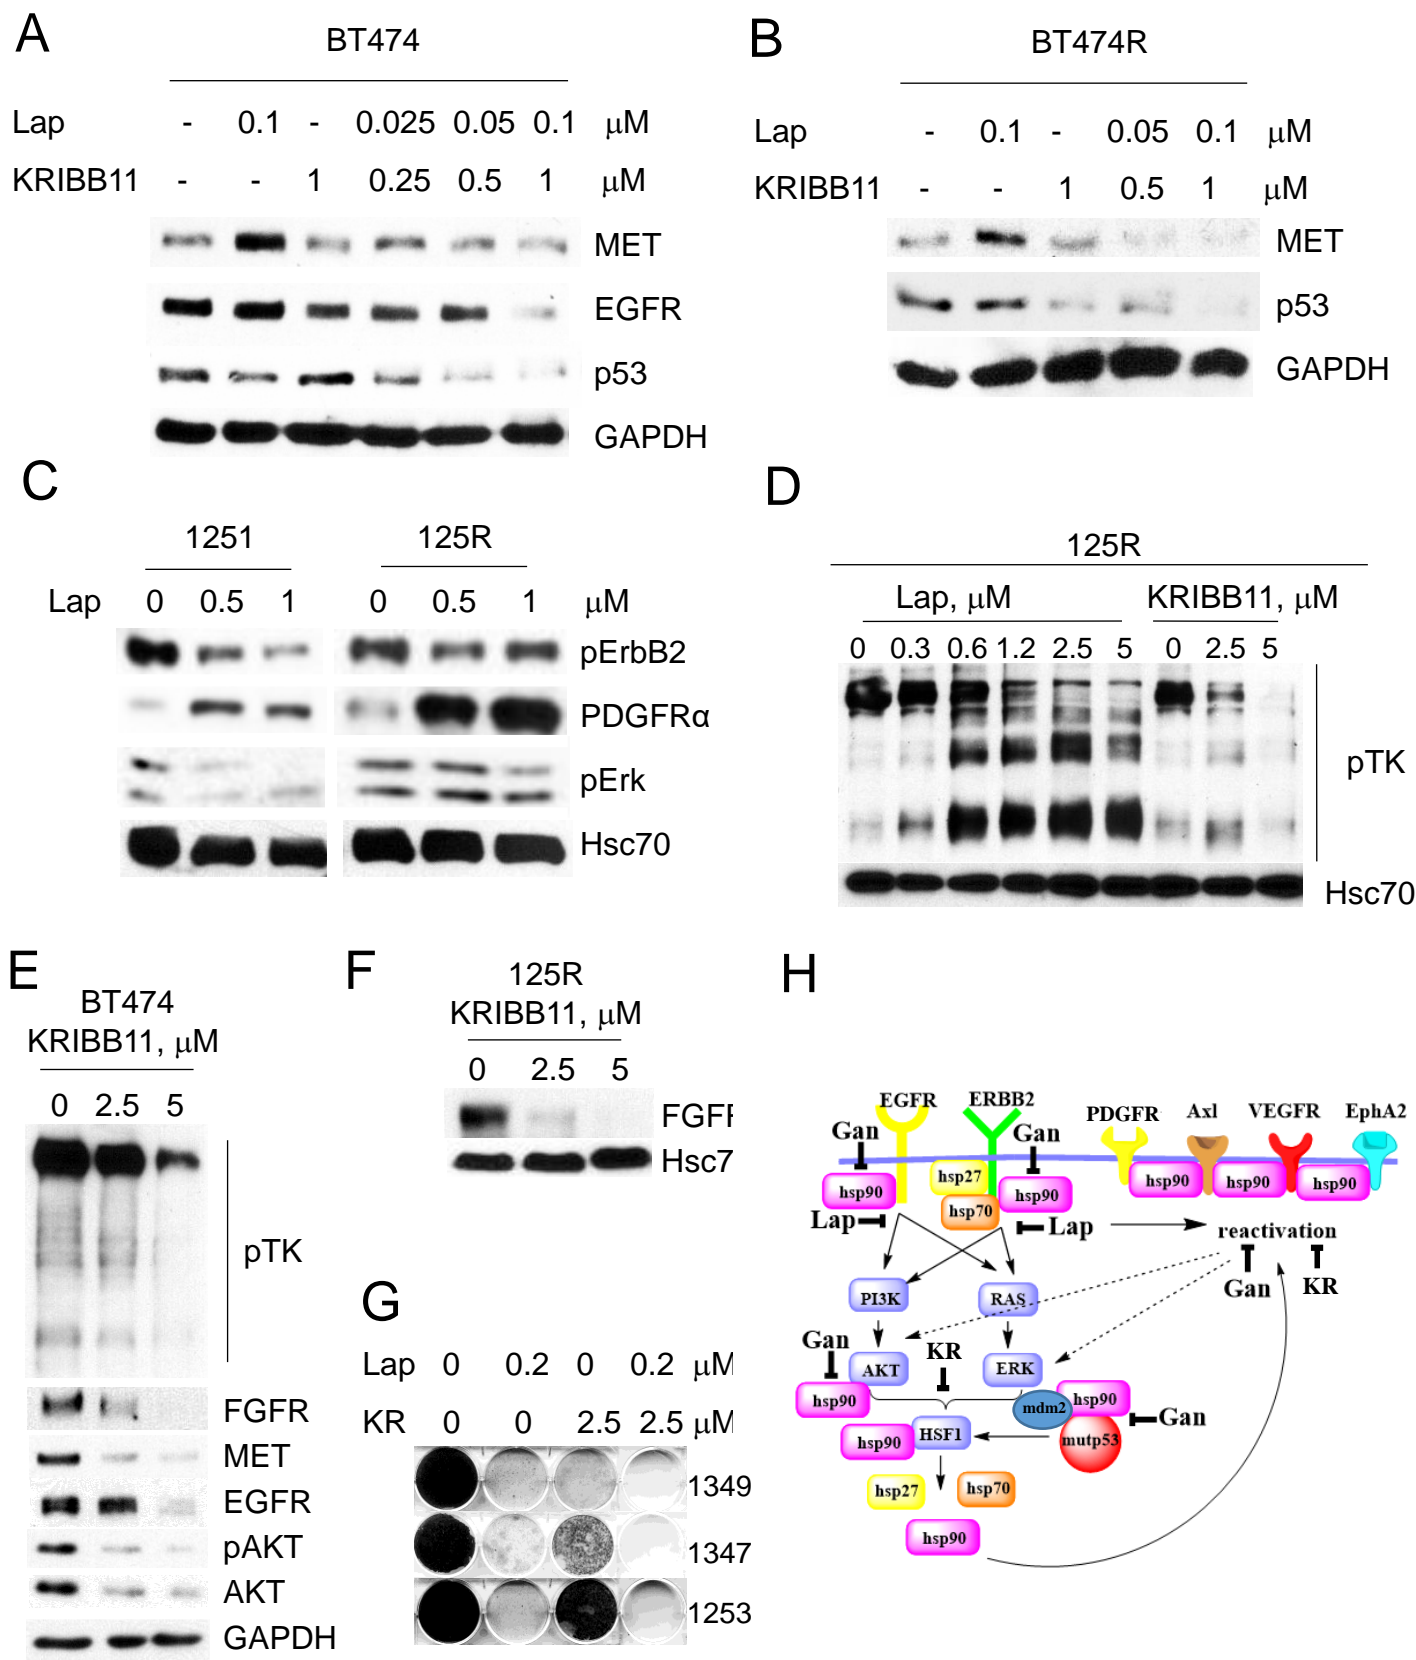 A
BT474
Lap - 0.1 - 0.025 0.05 0.1 μM
KRIBB11 - - 1 0.25 0.5 1 μM
MET
EGFR
p53
GAPDH
B
BT474R
Lap - 0.1 - 0.05 0.1 μM
KRIBB11 - - 1 0.5 1 μM
MET
p53
GAPDH
C
1251 125R
Lap 0 0.5 1 0 0.5 1 μM
pErbB2
PDGFRα
pErk
Hsc70
D
125R
Lap, μM KRIBB11, μM
0 0.3 0.6 1.2 2.5 5 0 2.5 5
pTK
Hsc70
E
BT474
KRIBB11, μM
0 2.5 5
pTK
FGFR
MET
EGFR
pAKT
AKT
GAPDH
F
125R
KRIBB11, μM
0 2.5 5
FGFR
Hsc7
G
Lap 0 0.2 0 0.2 μM
KR 0 0 2.5 2.5 μM
1349
1347
1253
H
EGFR ERBB2 PDGFR Axl VEGFR EphA2
Gan Gan
hsp90 hsp27 hsp70 hsp90 hsp90 hsp90 hsp90
Lap Lap
reactivation
Gan KR
PI3K RAS
Gan KR
AKT ERK
hsp90 mdm2 hsp90
Gan
hsp90 HSF1 mutp53
hsp27 hsp70
hsp90